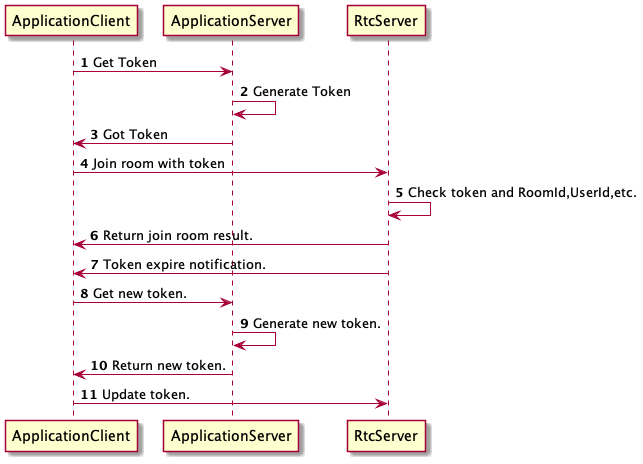 ApplicationClient ApplicationServer RtcServer
1 Get Token
2 Generate Token
3 Got Token
4 Join room with token
5 Check token and RoomId,UserId,etc.
6 Return join room result.
7 Token expire notification.
8 Get new token.
9 Generate new token.
10 Return new token.
11 Update token.
ApplicationClient ApplicationServer RtcServer